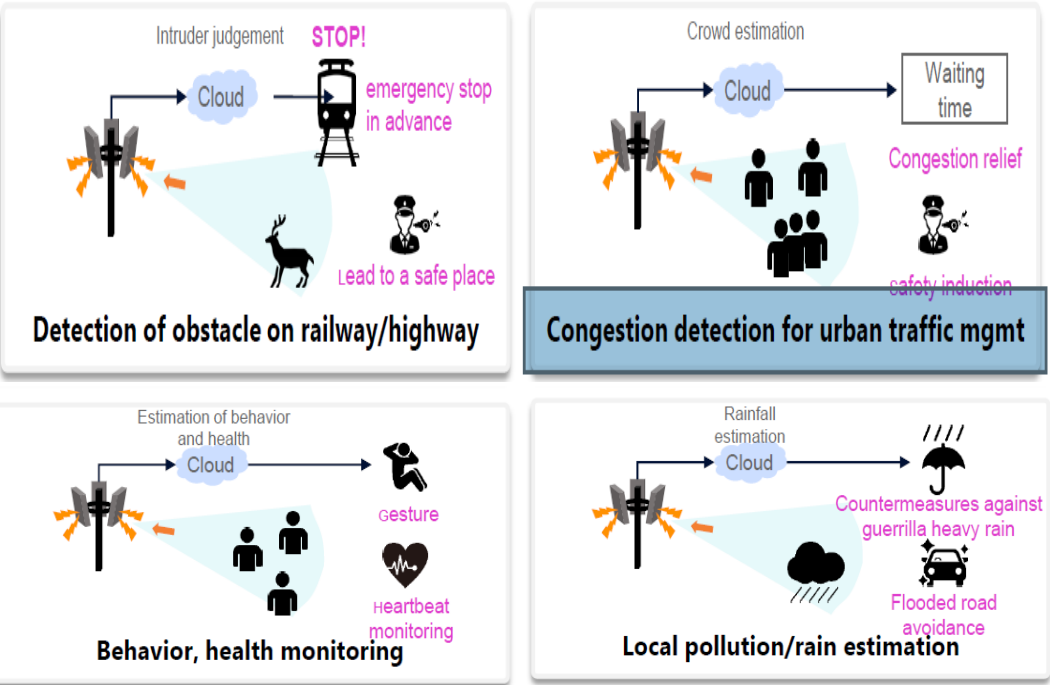 Intruder judgement
STOP!
Cloud
emergency stop
in advance
Lead to a safe place
Detection of obstacle on railway/highway
Crowd estimation
Cloud
Waiting
time
Congestion relief
Safety induction
Congestion detection for urban traffic mgmt
Estimation of behavior
and health
Cloud
Gesture
Heartbeat
monitoring
Behavior, health monitoring
Rainfall
estimation
Cloud
Countermeasures against
guerrilla heavy rain
Flooded road
avoidance
Local pollution/rain estimation